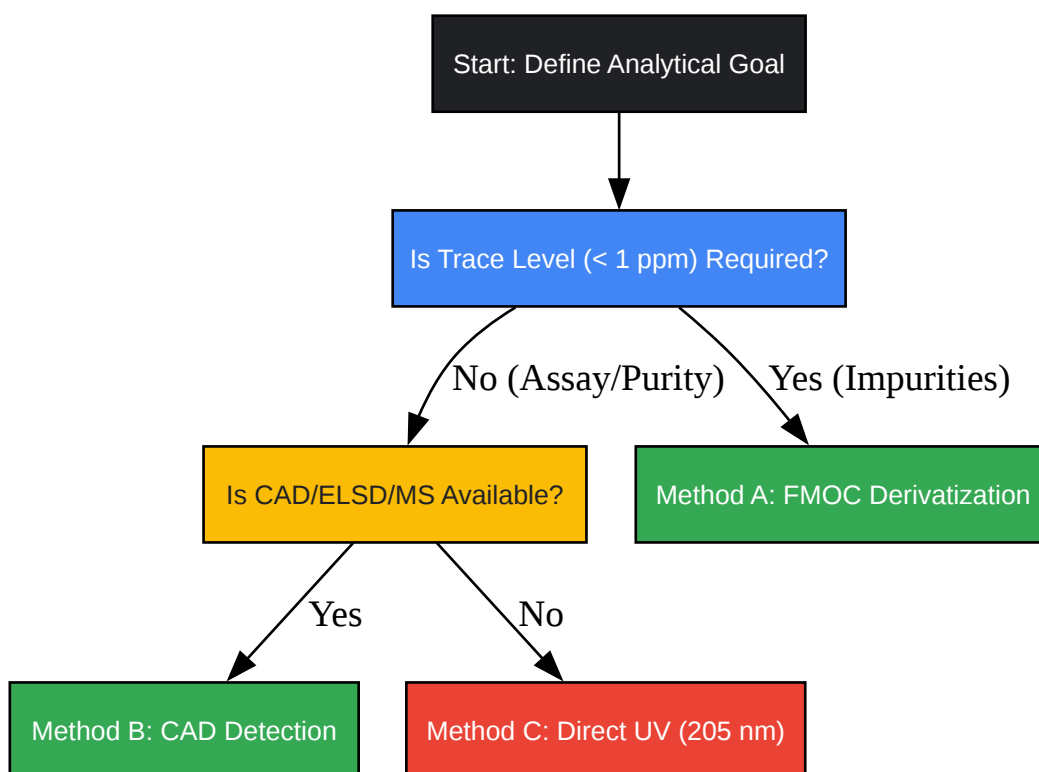 Start: Define Analytical Goal
Is Trace Level (< 1 ppm) Required?
No (Assay/Purity)
Yes (Impurities)
Is CAD/ELSD/MS Available?
Method A: FMOC Derivatization
Yes
No
Method B: CAD Detection
Method C: Direct UV (205 nm)